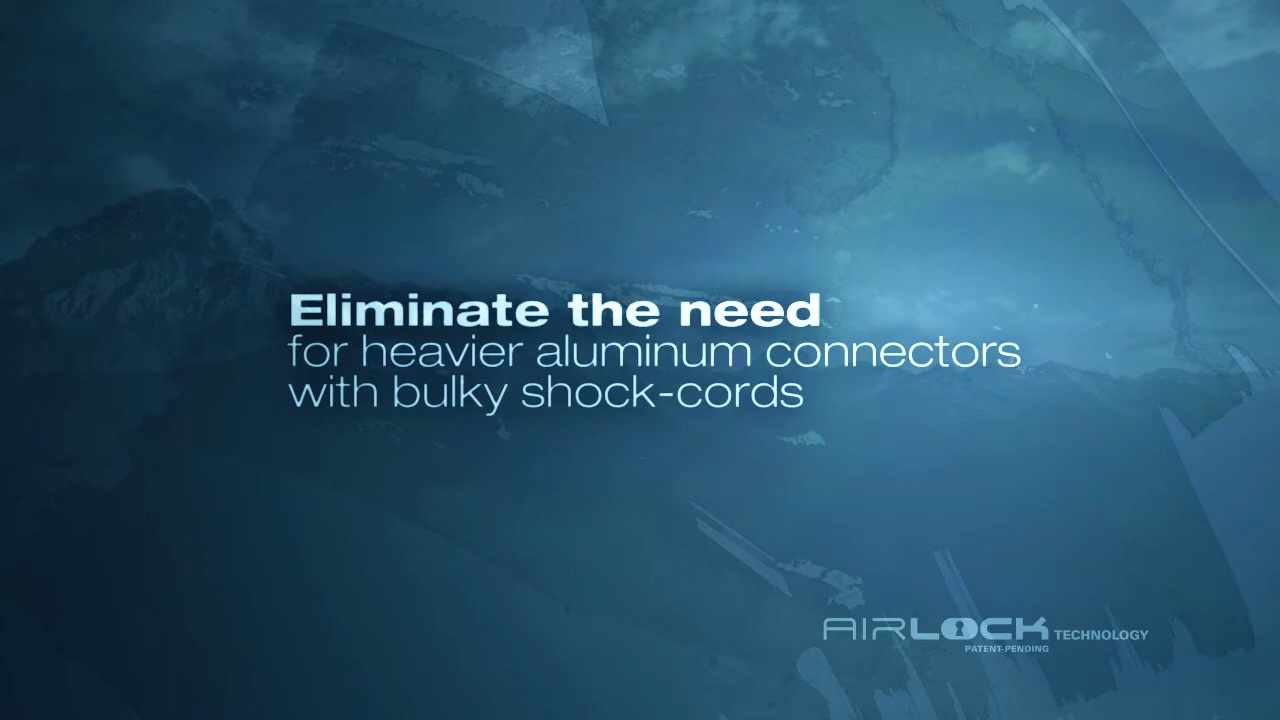 Eliminate the need
for heavier aluminum connectors
with bulky shock-cords
AIRLOCK TECHNOLOGY
PATENT-PENDING